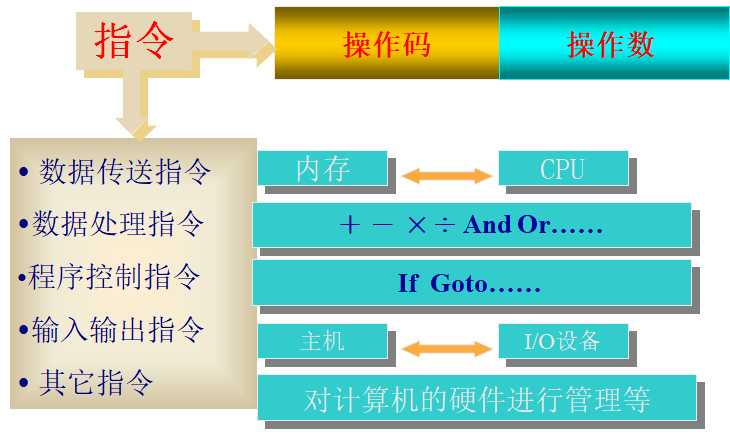 指令 操作码 操作数
• 数据传送指令 内存 CPU
•数据处理指令 ＋－×÷And Or……
•程序控制指令 If Goto……
•输入输出指令 主机 I/O设备
• 其它指令 对计算机的硬件进行管理等